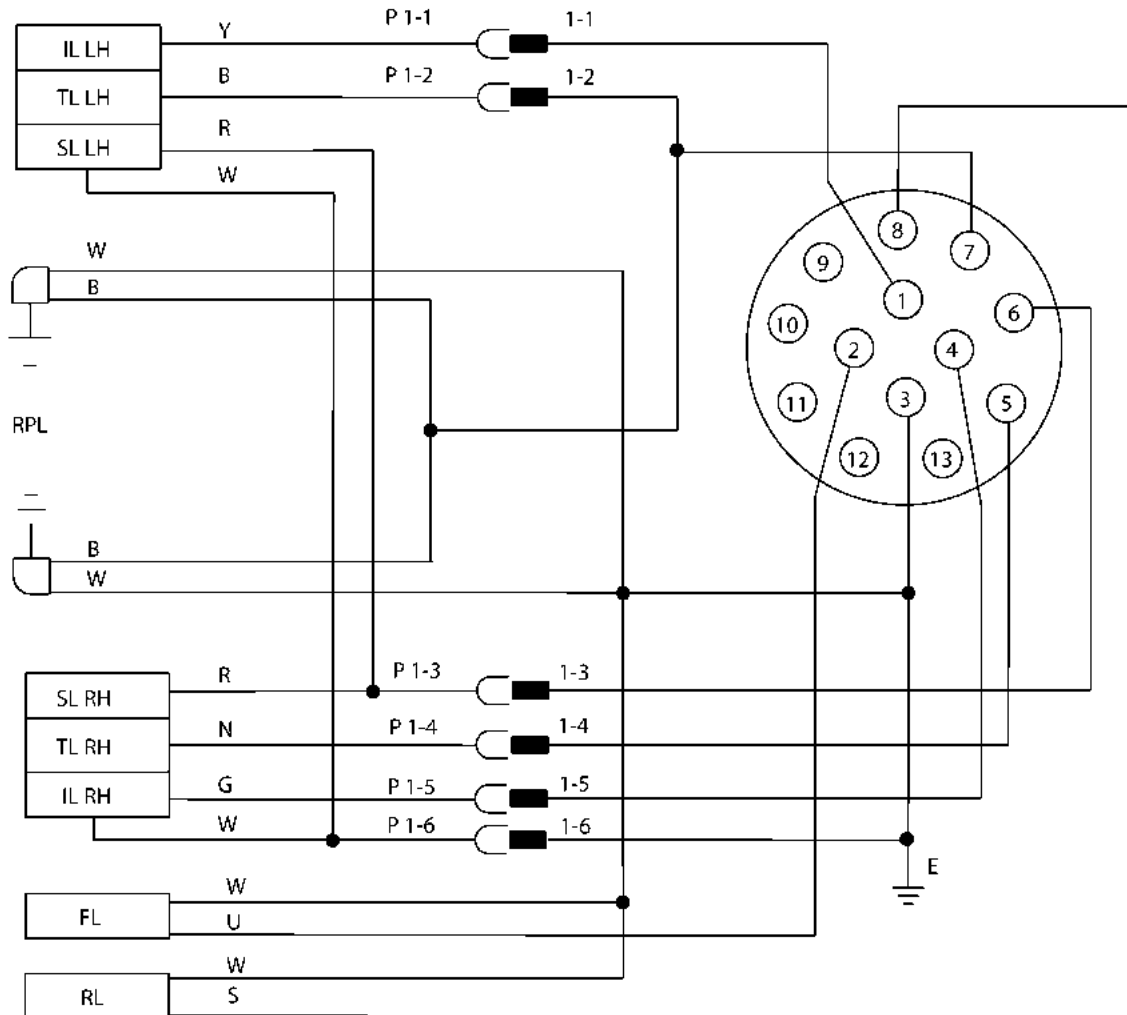 IL LH Y P 1-1 1-1
TL LH B P 1-2 1-2
SL LH R
W
8
7
9
W
B
1
6
10
2
4
3
5
11
RPL
12
13
B
W
SL RH R P 1-3 1-3
TL RH N P 1-4 1-4
IL RH G P 1-5 1-5
W P 1-6 1-6
E
W
FL
U
W
RL S